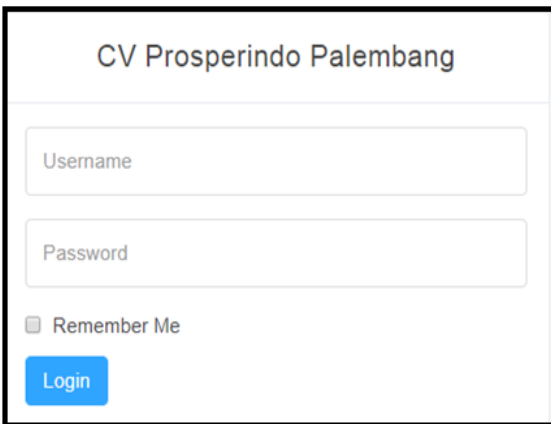 CV Prosperindo Palembang
Username
Password
Remember Me
Login